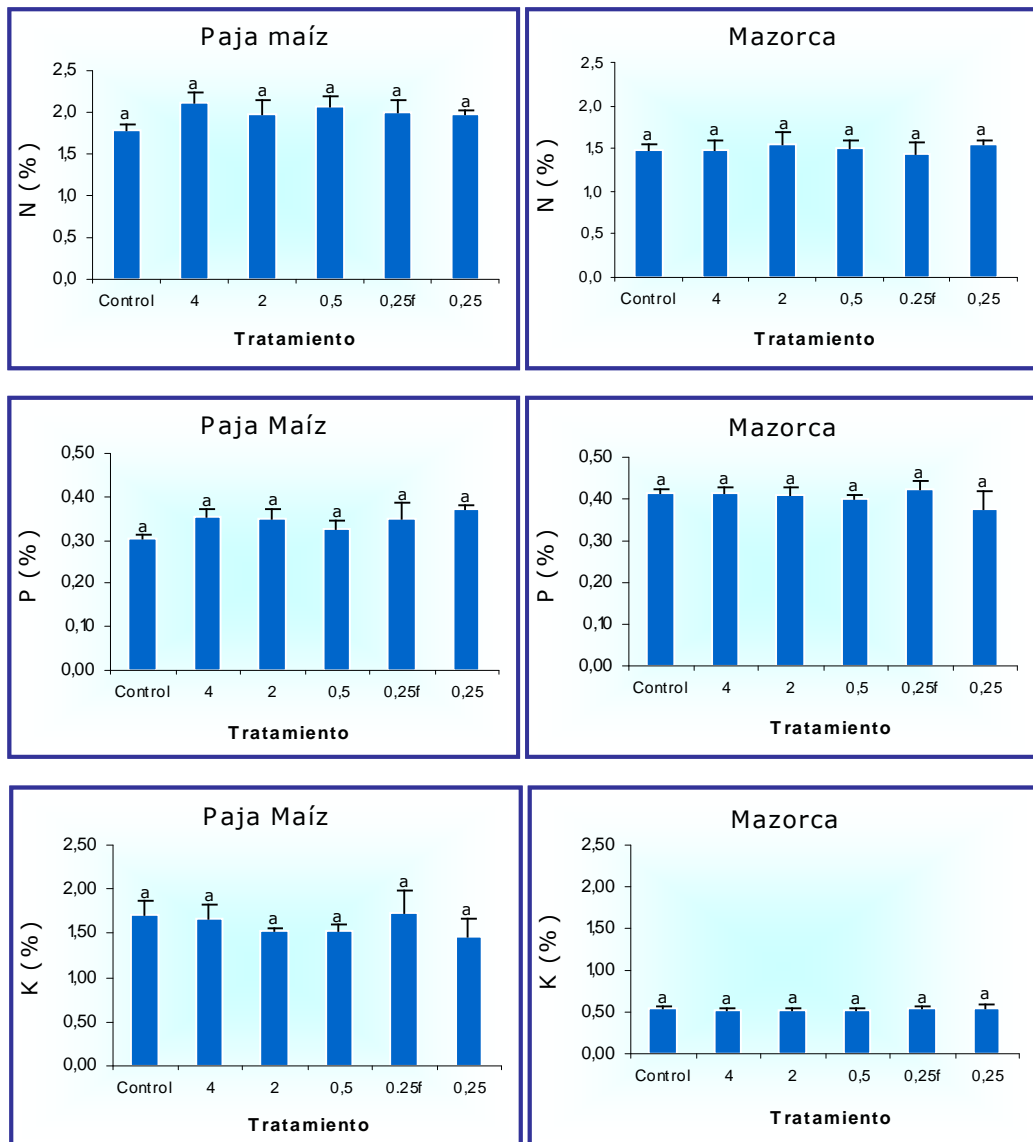 Paja maíz
N (%)
2,5
2,0
1,5
1,0
0,5
0,0
a a a a a a
Control 4 2 0,5 0,25f 0,25
Tratamiento
Mazorca
N (%)
2,5
2,0
1,5
1,0
0,5
0,0
a a a a a a
Control 4 2 0,5 0.25f 0,25
Tratamiento
Paja Maíz
P (%)
0,50
0,40
0,30
0,20
0,10
0,00
a a a a a a
Control 4 2 0,5 0,25f 0,25
Tratamiento
Mazorca
P (%)
0,50
0,40
0,30
0,20
0,10
0,00
a a a a a a
Control 4 2 0,5 0,25f 0,25
Tratamiento
Paja Maíz
K (%)
2,50
2,00
1,50
1,00
0,50
0,00
a a a a a a
Control 4 2 0,5 0.25f 0,25
Tratamiento
Mazorca
K (%)
2,50
2,00
1,50
1,00
0,50
0,00
a a a a a a
Control 4 2 0,5 0,25f 0,25
Tratamiento